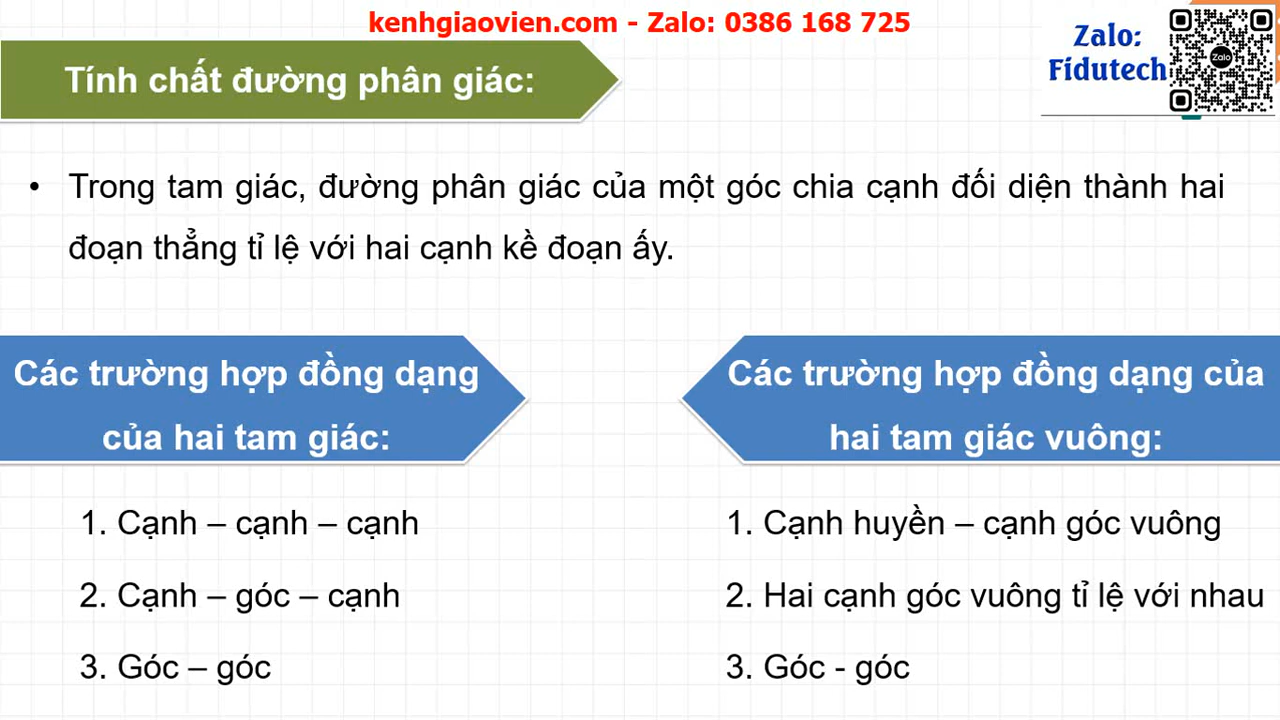 kenhgiaovien.com - Zalo: 0386 168 725
Zalo:
Fidutech
Zalo
Tính chất đường phân giác:
• Trong tam giác, đường phân giác của một góc chia cạnh đối diện thành hai
đoạn thẳng tỉ lệ với hai cạnh kề đoạn ấy.
Các trường hợp đồng dạng
của hai tam giác:
1. Cạnh – cạnh – cạnh
2. Cạnh – góc – cạnh
3. Góc – góc
Các trường hợp đồng dạng của
hai tam giác vuông:
1. Cạnh huyền – cạnh góc vuông
2. Hai cạnh góc vuông tỉ lệ với nhau
3. Góc - góc